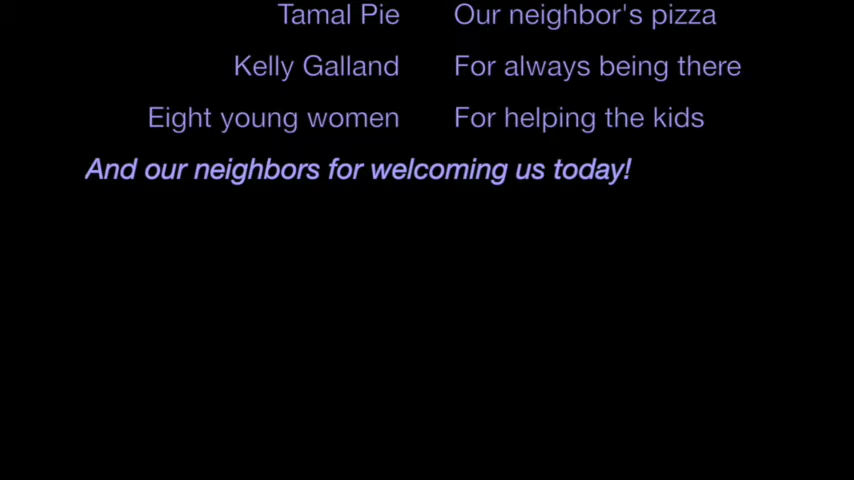 Tamal Pie Our neighbor's pizza
Kelly Galland For always being there
Eight young women For helping the kids
And our neighbors for welcoming us today!